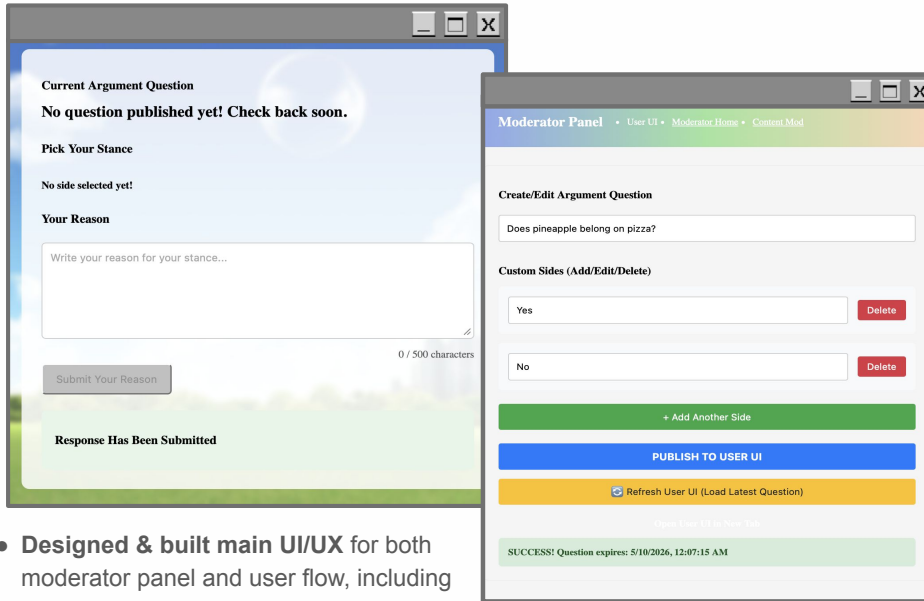 Current Argument Question
No question published yet! Check back soon.
Pick Your Stance
No side selected yet!
Your Reason
Write your reason for your stance...
0 / 500 characters
Submit Your Reason
Response Has Been Submitted
Moderator Panel • User UI • Moderator Home • Content Mod
Create/Edit Argument Question
Does pineapple belong on pizza?
Custom Sides (Add/Edit/Delete)
Yes Delete
No Delete
+ Add Another Side
PUBLISH TO USER UI
Refresh User UI (Load Latest Question)
Open User UI in New Tab
SUCCESS! Question expires: 5/10/2026, 12:07:15 AM
● Designed & built main UI/UX for both
moderator panel and user flow, including